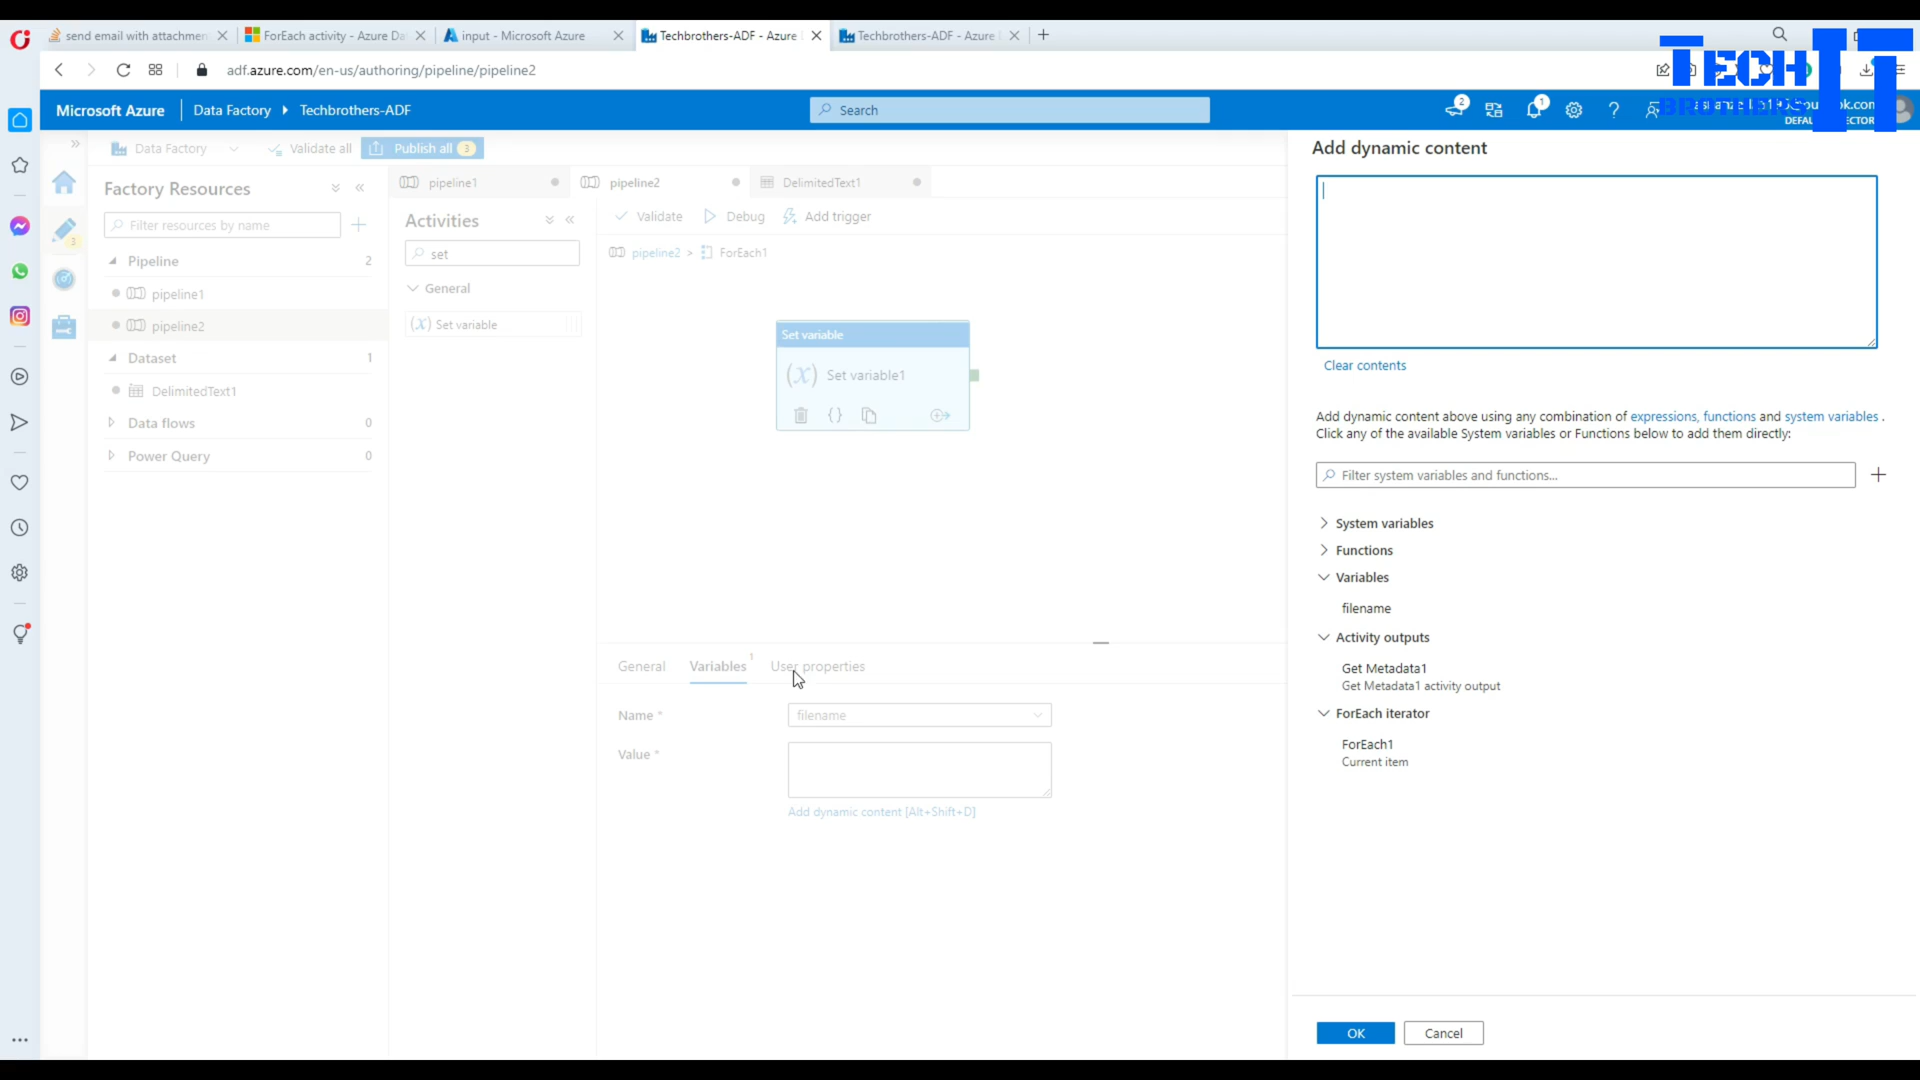 send email with attachmen
ForEach activity - Azure Da
input - Microsoft Azure
Techbrothers-ADF - Azure
Techbrothers-ADF - Azure
adf.azure.com/en-us/authoring/pipeline/pipeline2
TECH IT
BROTHERS
Microsoft Azure
Data Factory
Techbrothers-ADF
Search
2
1
Data Factory
Validate all
Publish all 3
Factory Resources
Filter resources by name
Pipeline 2
pipeline1
pipeline2
Dataset 1
DelimitedText1
Data flows 0
Power Query 0
3
pipeline1
pipeline2
DelimitedText1
Activities
set
General
(x) Set variable
Validate
Debug
Add trigger
pipeline2 > ForEach1
Set variable
(x) Set variable1
{}
General
Variables 1
User properties
Name *
filename
Value *
Add dynamic content [Alt+Shift+D]
Add dynamic content
Clear contents
Add dynamic content above using any combination of expressions, functions and system variables .
Click any of the available System variables or Functions below to add them directly:
Filter system variables and functions...
System variables
Functions
Variables
filename
Activity outputs
Get Metadata1
Get Metadata1 activity output
ForEach iterator
ForEach1
Current item
OK
Cancel